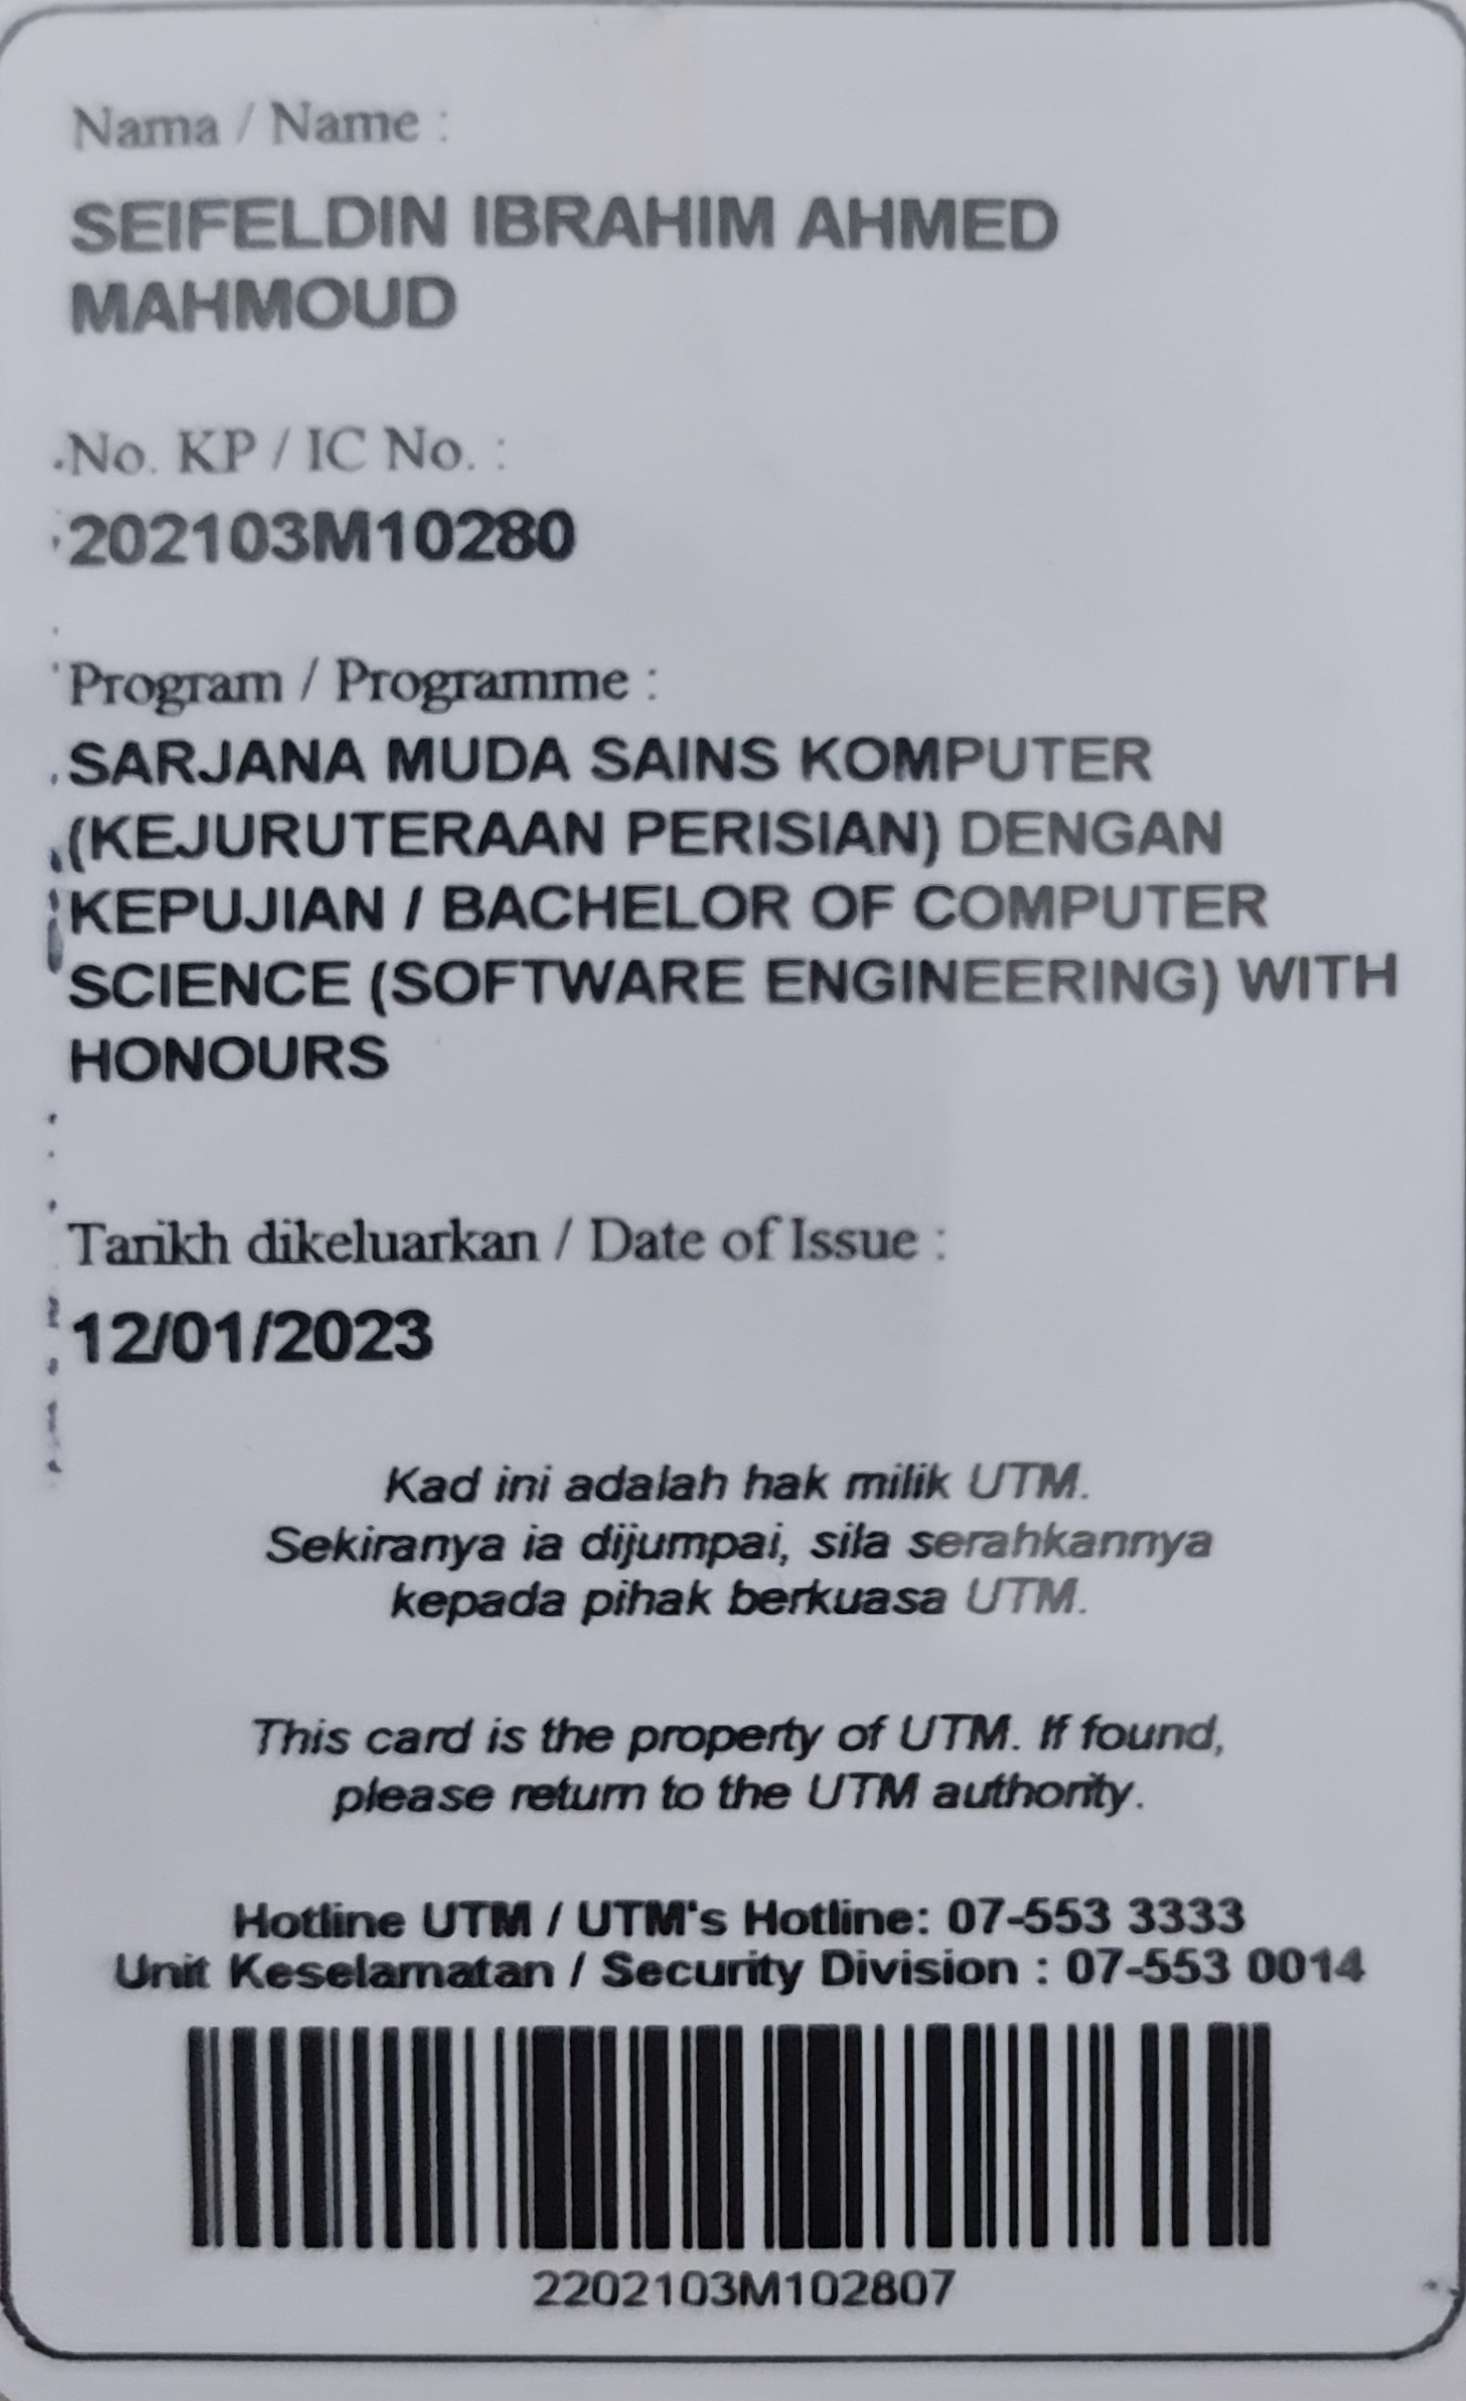 Nama / Name :
SEIFELDIN IBRAHIM AHMED
MAHMOUD
No. KP / IC No. :
202103M10280
Program / Programme :
SARJANA MUDA SAINS KOMPUTER
(KEJURUTERAAN PERISIAN) DENGAN
KEPUJIAN / BACHELOR OF COMPUTER
SCIENCE (SOFTWARE ENGINEERING) WITH
HONOURS
Tarikh dikeluarkan / Date of Issue :
12/01/2023
Kad ini adalah hak milik UTM.
Sekiranya ia dijumpai, sila serahkannya
kepada pihak berkuasa UTM.
This card is the property of UTM. If found,
please return to the UTM authority.
Hotline UTM / UTM's Hotline: 07-553 3333
Unit Keselamatan / Security Division : 07-553 0014
2202103M102807